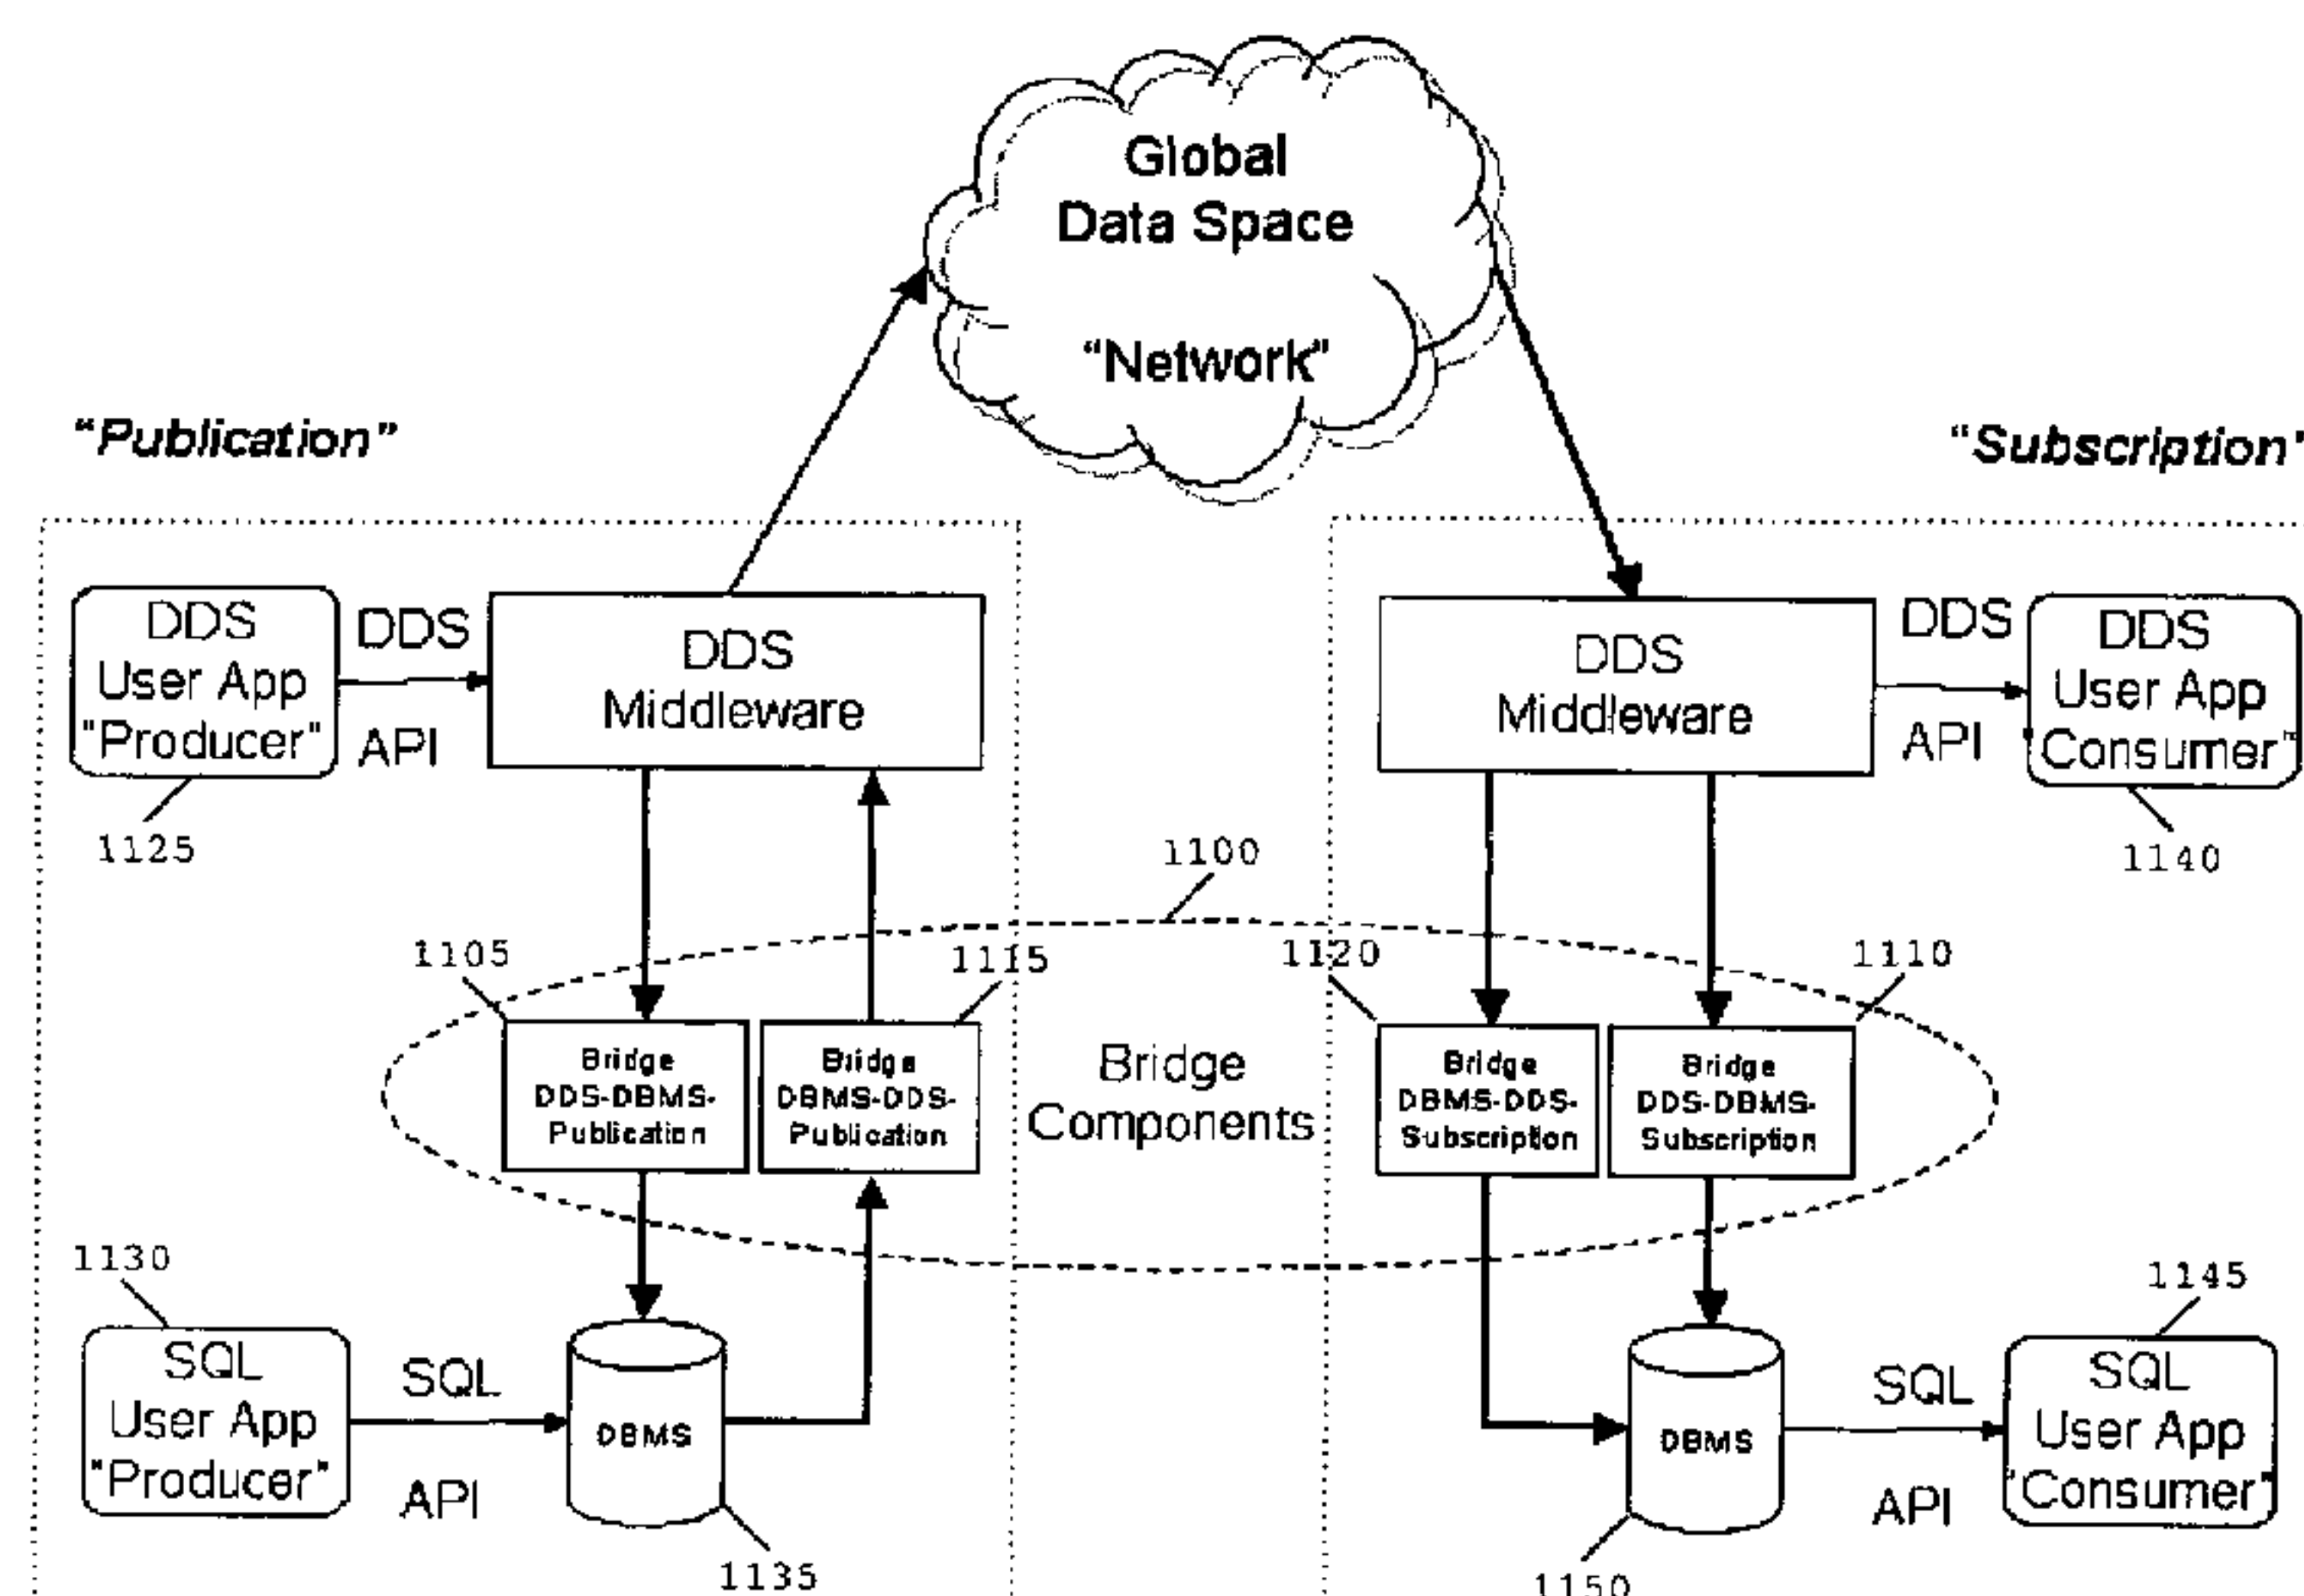 Global
Data Space
“Network”
“Publication”
“Subscription”
DDS
User App
"Producer"
DDS
API
DDS
Middleware
DDS
Middleware
DDS
API
DDS
User App
Consumer"
1125
1100
1140
1105
1115
1120
1110
Bridge
DDS-DBMS-
Publication
Bridge
DBMS-DDS-
Publication
Bridge
Components
Bridge
DBMS-DDS-
Subscription
Bridge
DDS-DBMS-
Subscription
1130
1145
SQL
User App
"Producer"
SQL
API
DBMS
DBMS
SQL
API
SQL
User App
"Consumer"
1135
1150